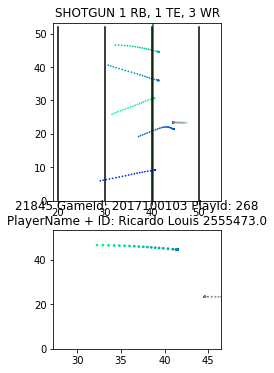 SHOTGUN 1 RB, 1 TE, 3 WR
50
40
30
20
10
0
20 30 40 50
21845 GameId: 2017100103 PlayId: 268
PlayerName + ID: Ricardo Louis 2555473.0
40
20
0
30 35 40 45